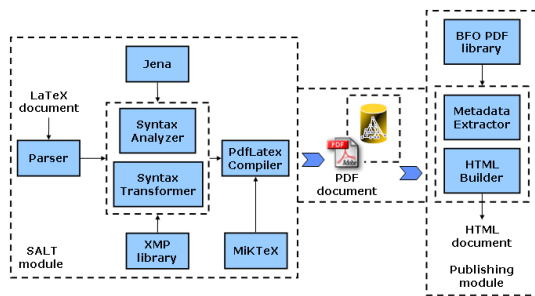 Jena
LaTeX
document
Parser
Syntax
Analyzer
Syntax
Transformer
PdfLatex
Compiler
XMP
library
MiKTeX
SALT
module
PDF
document
Adobe
BFO PDF
library
Metadata
Extractor
HTML
Builder
HTML
document
Publishing
module